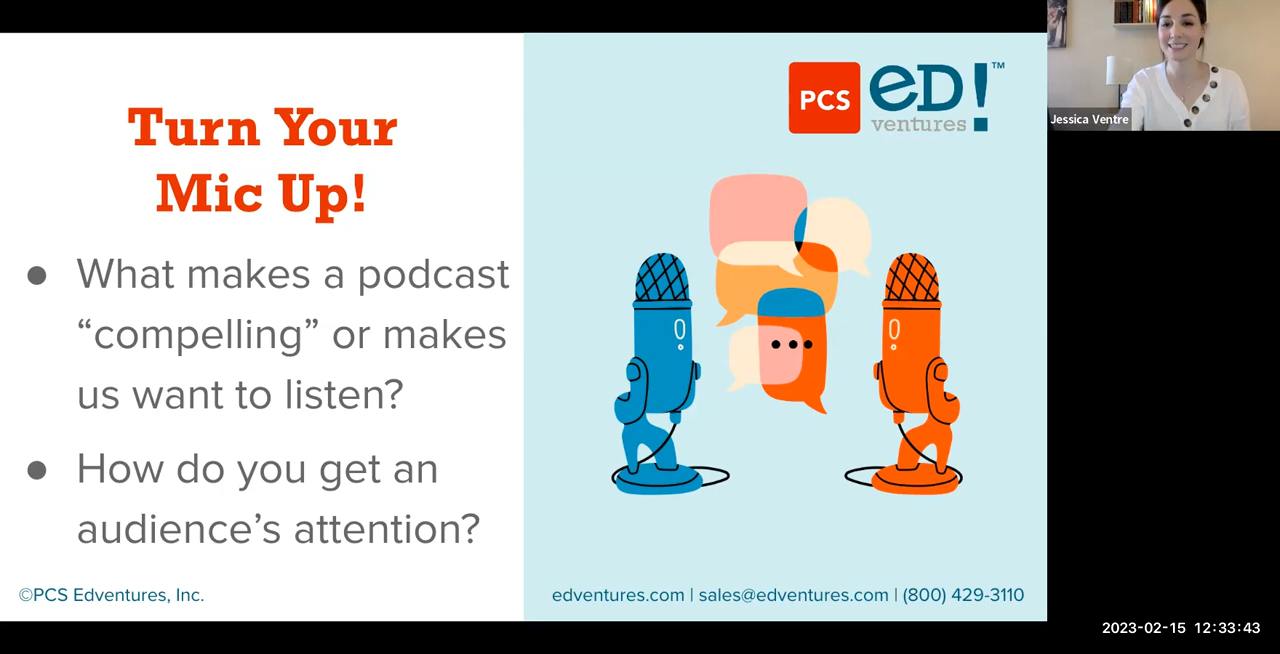 Turn Your
Mic Up!
● What makes a podcast
“compelling” or makes
us want to listen?
● How do you get an
audience’s attention?
©PCS Edventures, Inc.
PCS eD!™
ventures
edventures.com | sales@edventures.com | (800) 429-3110
Jessica Ventre
2023-02-15 12:33:43